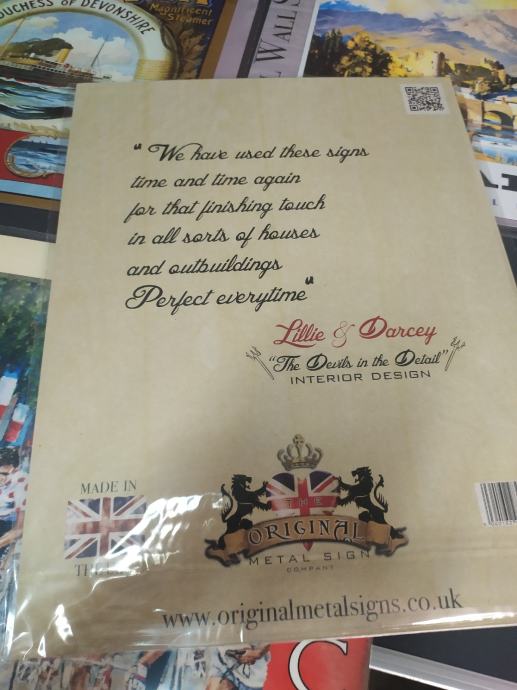 DUCHESS OF DEVONSHIRE
Magnificent
Steamer
WALL S
" We have used these signs
time and time again
for that finishing touch
in all sorts of houses
and outbuildings
Perfect everytime"
Lillie & Darcey
"The Devils in the Detail"
INTERIOR DESIGN
MADE IN
THE
ORIGINAL
METAL SIGN
COMPANY
www.originalmetalsigns.co.uk